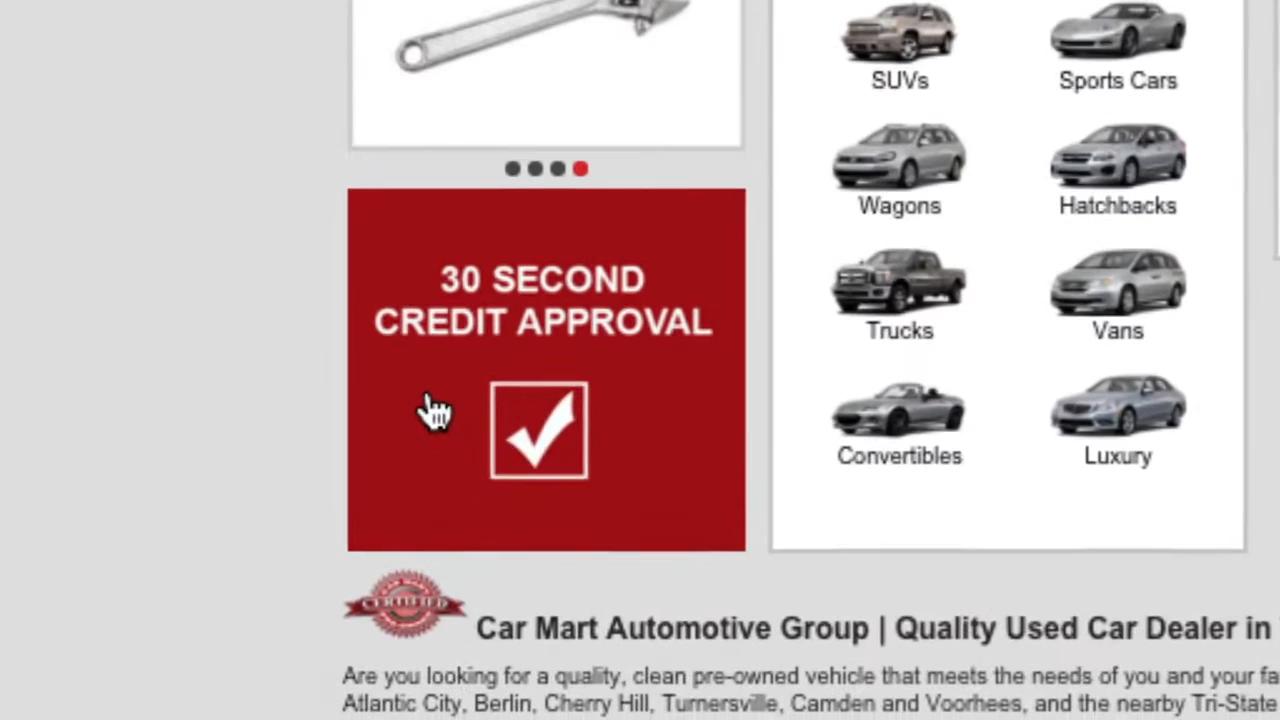 SUVs
Sports Cars
Wagons
Hatchbacks
30 SECOND
CREDIT APPROVAL
Trucks
Vans
Convertibles
Luxury
CERTIFIED
Car Mart Automotive Group | Quality Used Car Dealer in
Are you looking for a quality, clean pre-owned vehicle that meets the needs of you and your fa
Atlantic City, Berlin, Cherry Hill, Turnersville, Camden and Voorhees, and the nearby Tri-State